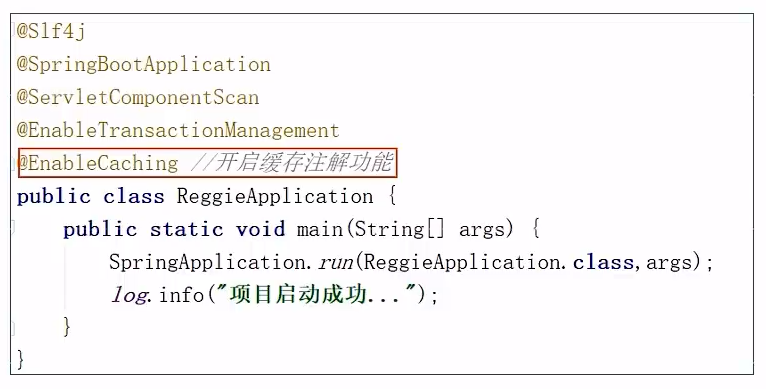 @Slf4j
@SpringBootApplication
@ServletComponentScan
@EnableTransactionManagement
@EnableCaching //开启缓存注解功能
public class ReggieApplication {
    public static void main(String[] args) {
        SpringApplication.run(ReggieApplication.class,args);
        log.info("项目启动成功...");
    }
}